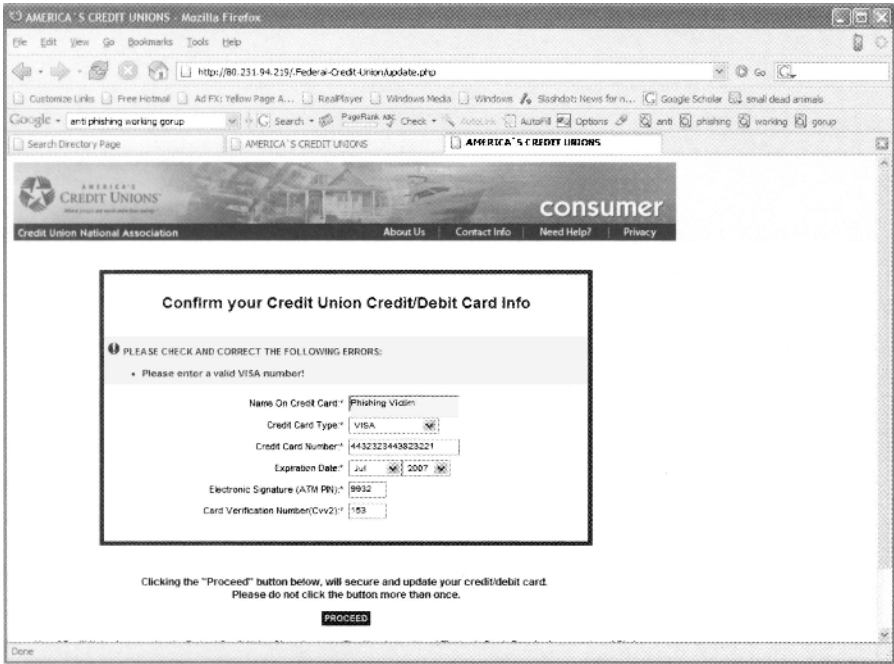 AMERICA`S CREDIT UNIONS - Mozilla Firefox
File Edit View Go Bookmarks Tools Help
http://80.231.94.219/.Federal-Credit-Union/update.php Go
Customize Links Free Hotmail Ad FX: Yellow Page A... RealPlayer Windows Media Windows Slashdot: News for n... Google Scholar small dead animals
Google anti phishing working gorup Search PageRank ABC Check AutoLink AutoFill Options anti phishing working gorup
Search Directory Page AMERICA`S CREDIT UNIONS AMERICA`S CREDIT UNIONS
AMERICA'S
CREDIT UNIONS
consumer
Credit Union National Association About Us Contact Info Need Help? Privacy
Confirm your Credit Union Credit/Debit Card Info
PLEASE CHECK AND CORRECT THE FOLLOWING ERRORS:
• Please enter a valid VISA number!
Name On Credit Card:* Phishing Victim
Credit Card Type:* VISA
Credit Card Number:* 4432323443823221
Expiration Date:* Jul 2007
Electronic Signature (ATM PIN):* 9932
Card Verification Number(Cvv2):* 153
Clicking the "Proceed" button below, will secure and update your credit/debit card.
Please do not click the button more than once.
PROCEED
Done